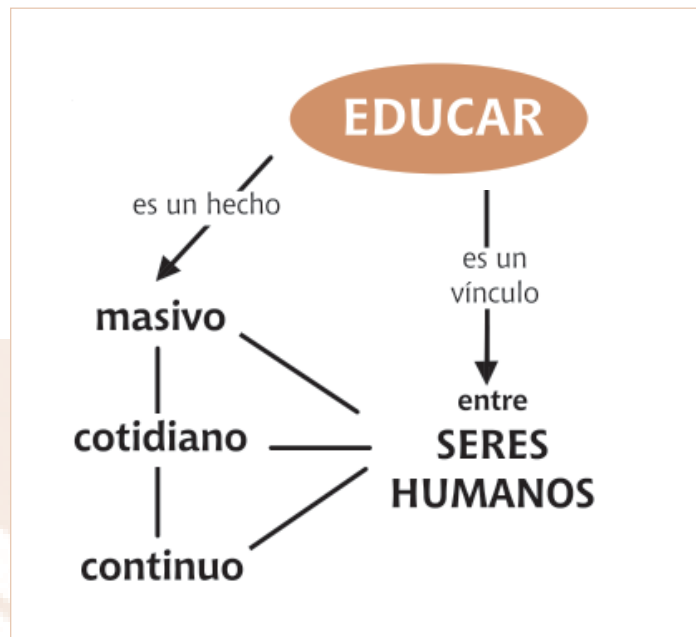 EDUCAR
es un hecho
masivo
cotidiano
continuo
es un
vínculo
entre
SERES
HUMANOS